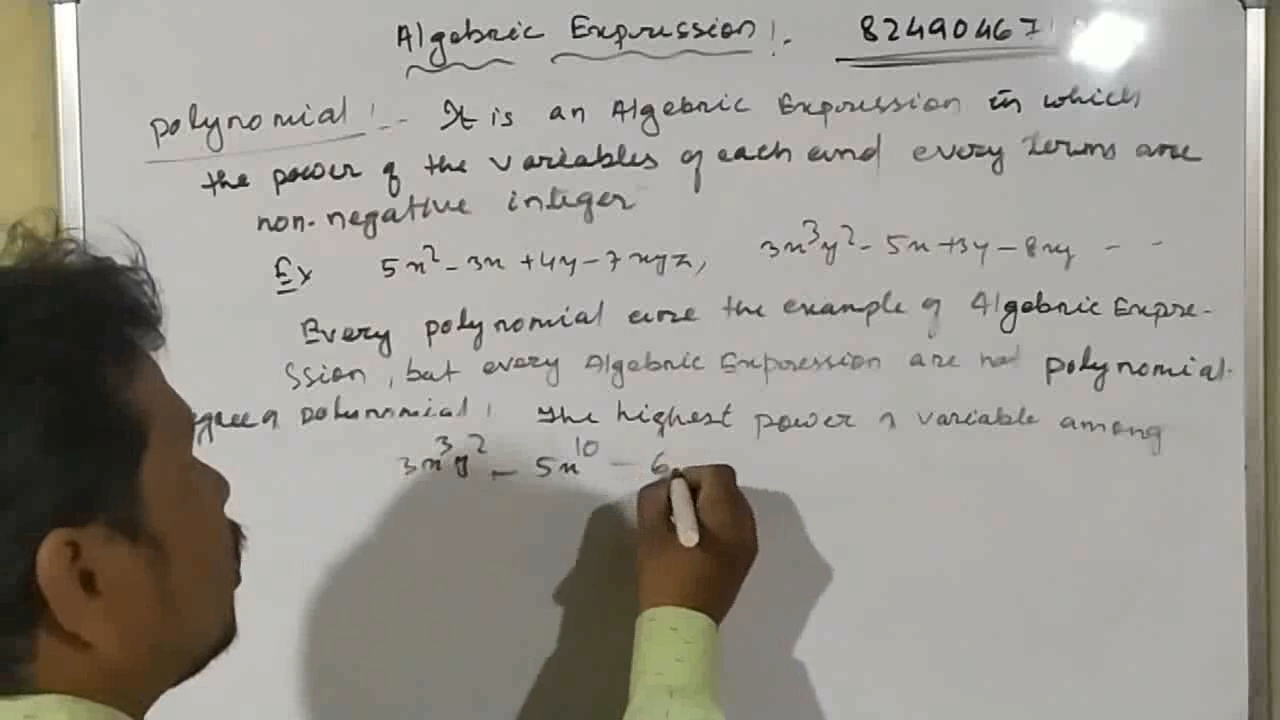 Algebric Expression:- 82490467
polynomial :- It is an Algebric Expression in which
the power of the variables of each and every terms are
non-negative integer
Ex 5x² - 3x + 4y - 7xyz, 3x³y² - 5x + 3y - 8xy - -
Every polynomial are the example of Algebric Expre-
ssion, but every Algebric Expression are not polynomial.
gree of polynomial: The highest power of variable among
3x³y² - 5x¹⁰ - 6